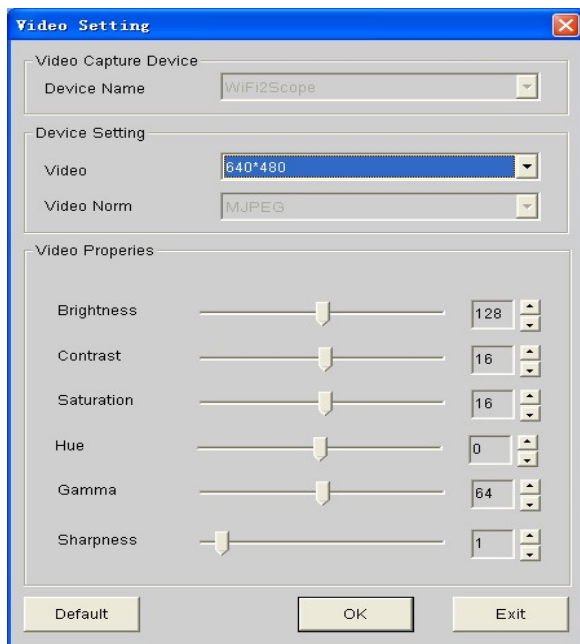 Video Setting
Video Capture Device
Device Name WiFi2Scope
Device Setting
Video 640*480
Video Norm MJPEG
Video Properies
Brightness 128
Contrast 16
Saturation 16
Hue 0
Gamma 64
Sharpness 1
Default OK Exit